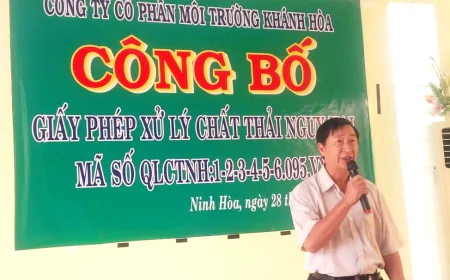 CÔNG TY CỔ PHẦN MÔI TRƯỜNG KHÁNH HÒA
CÔNG BỐ
GIẤY PHÉP XỬ LÝ CHẤT THẢI
MÃ SỐ QLCTNH:1-2-3-4-5-6.095.V
Ninh Hòa, ngày 28